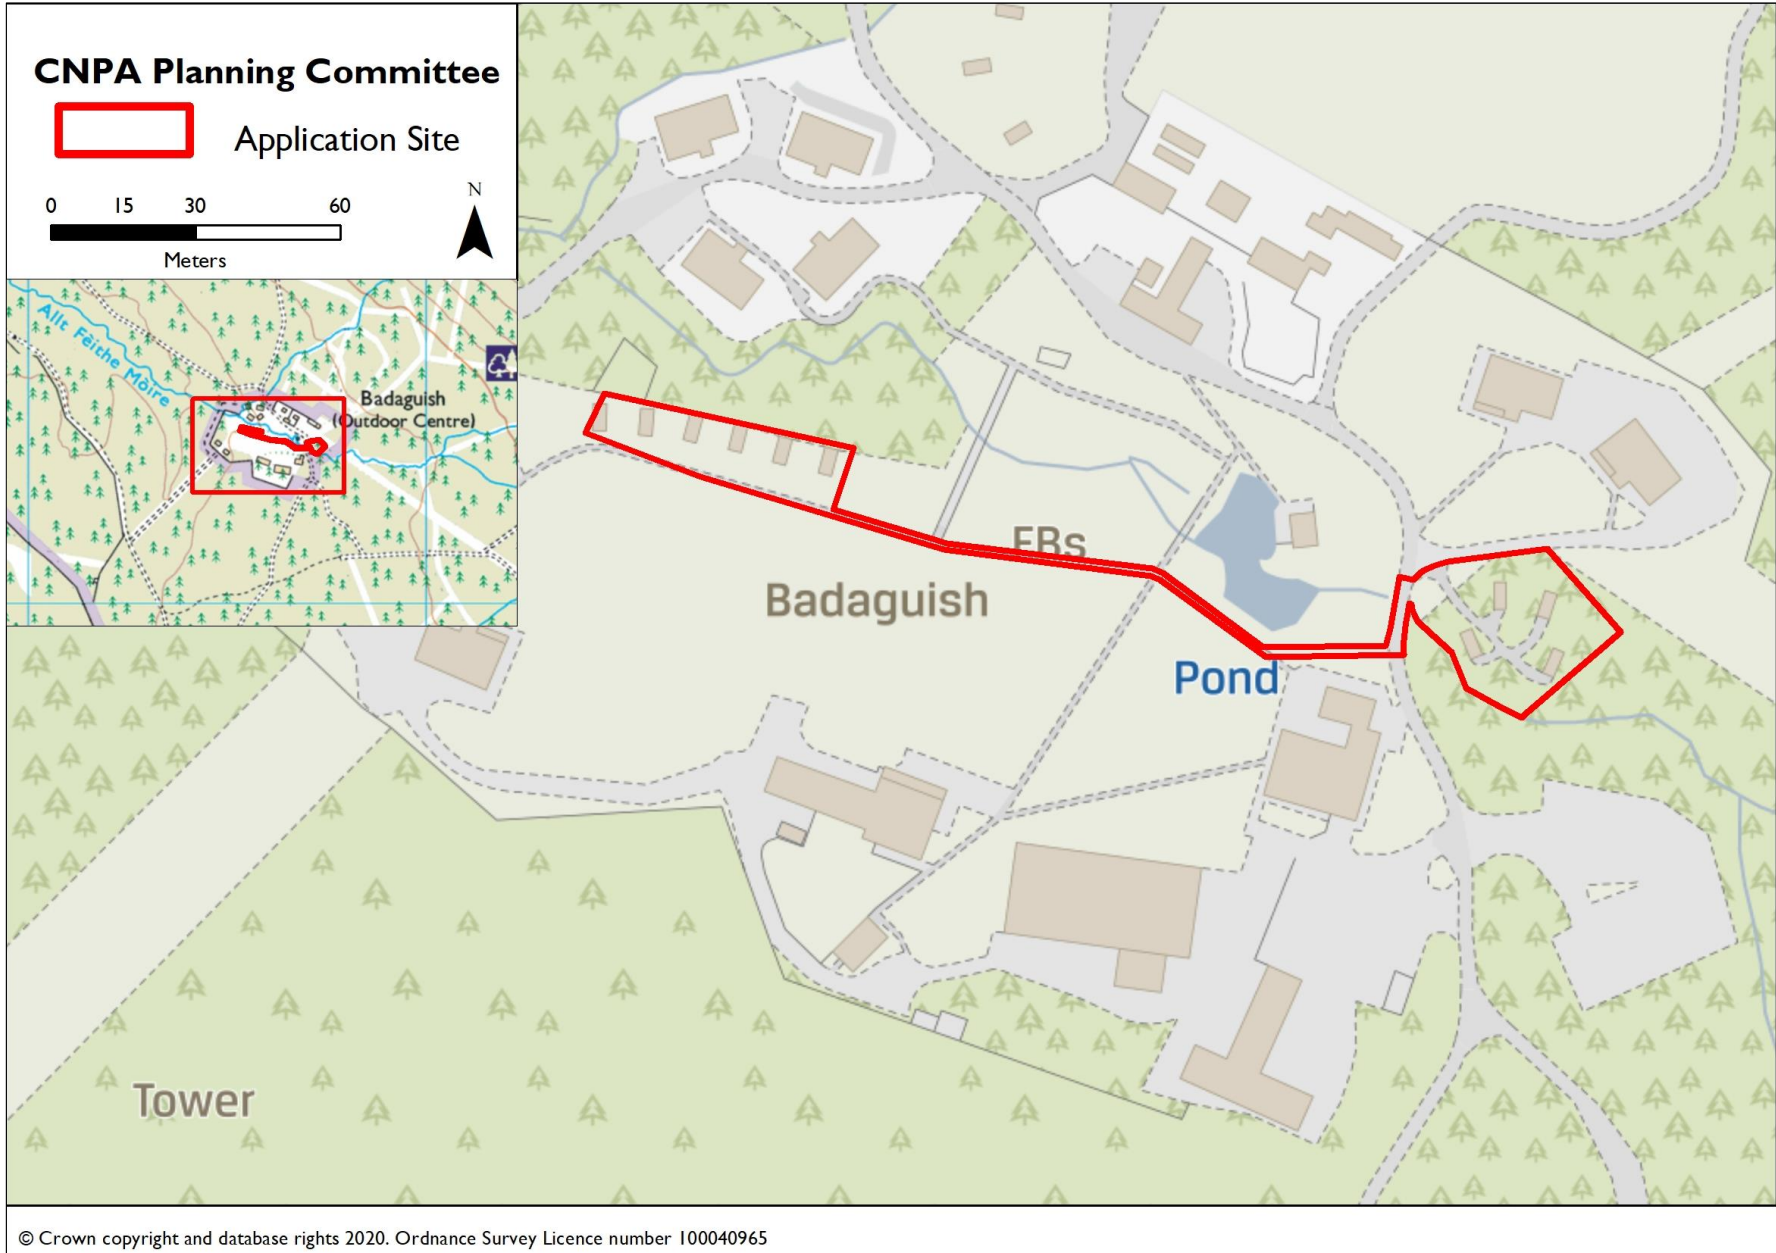 CNPA Planning Committee
Application Site
0 15 30 60
Meters
N
Allt Féithe Mòire
Badaguish
(Outdoor Centre)
FBs
Badaguish
Pond
Tower
© Crown copyright and database rights 2020. Ordnance Survey Licence number 100040965